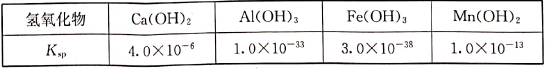 氢氧化物 Ca(OH)₂ Al(OH)₃ Fe(OH)₃ Mn(OH)₂
Kₛₚ 4.0×10⁻⁶ 1.0×10⁻³³ 3.0×10⁻³⁸ 1.0×10⁻¹³